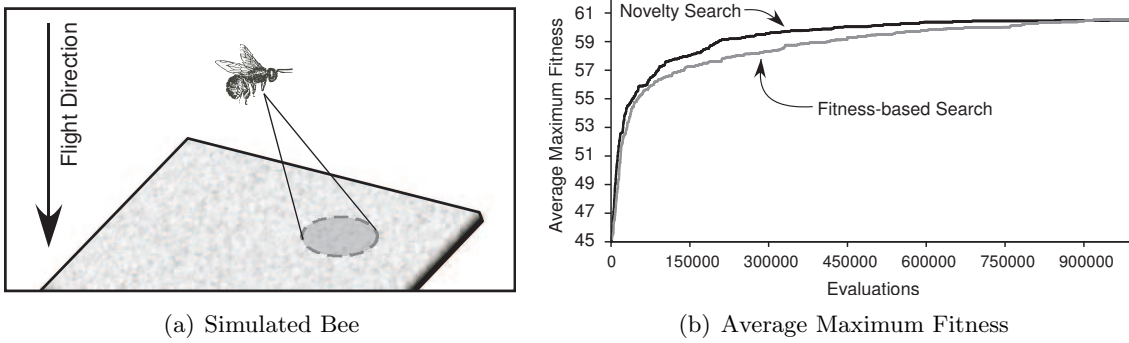 Flight Direction
(a) Simulated Bee
Average Maximum Fitness
61
59
57
55
53
51
49
47
45
Novelty Search
Fitness-based Search
0 150000 300000 450000 600000 750000 900000
Evaluations
(b) Average Maximum Fitness